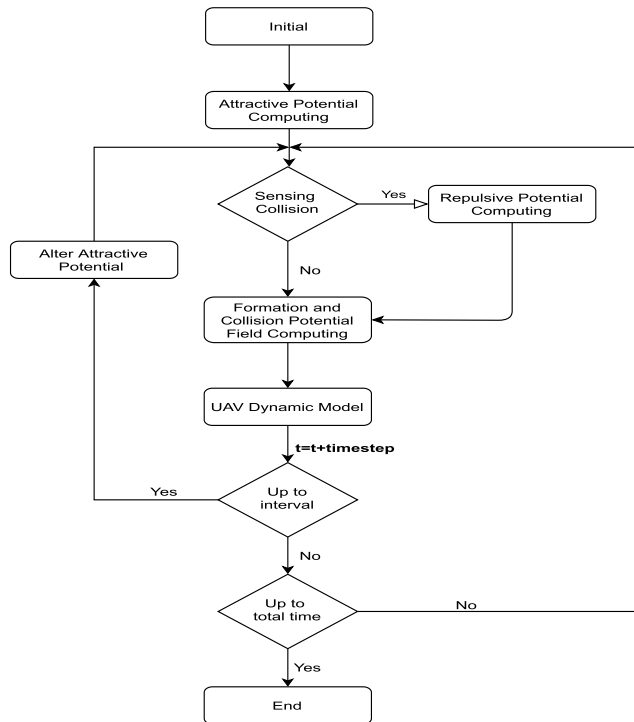 Initial
Attractive Potential
Computing
Sensing
Collision
Yes
Repulsive Potential
Computing
Alter Attractive
Potential
No
Formation and
Collision Potential
Field Computing
UAV Dynamic Model
t=t+timestep
Up to
interval
Yes
No
Up to
total time
No
Yes
End